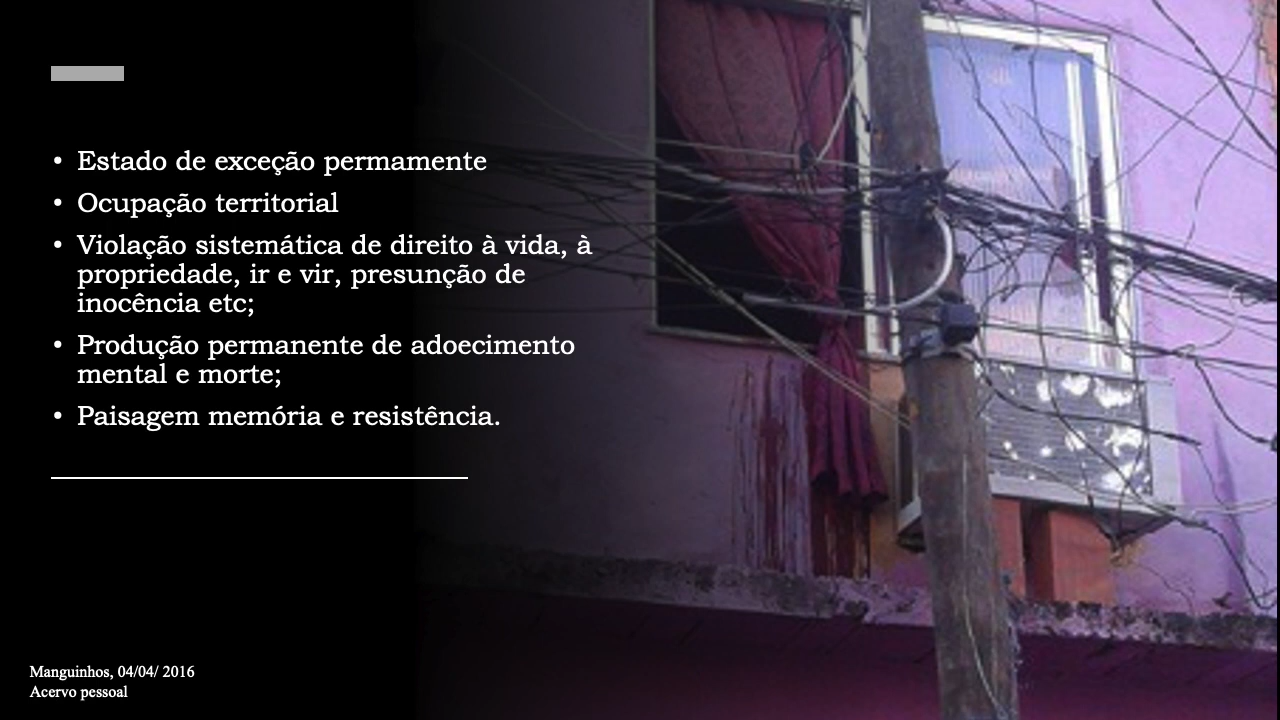 • Estado de exceção permamente
• Ocupação territorial
• Violação sistemática de direito à vida, à
propriedade, ir e vir, presunção de
inocência etc;
• Produção permanente de adoecimento
mental e morte;
• Paisagem memória e resistência.
Manguinhos, 04/04/ 2016
Acervo pessoal